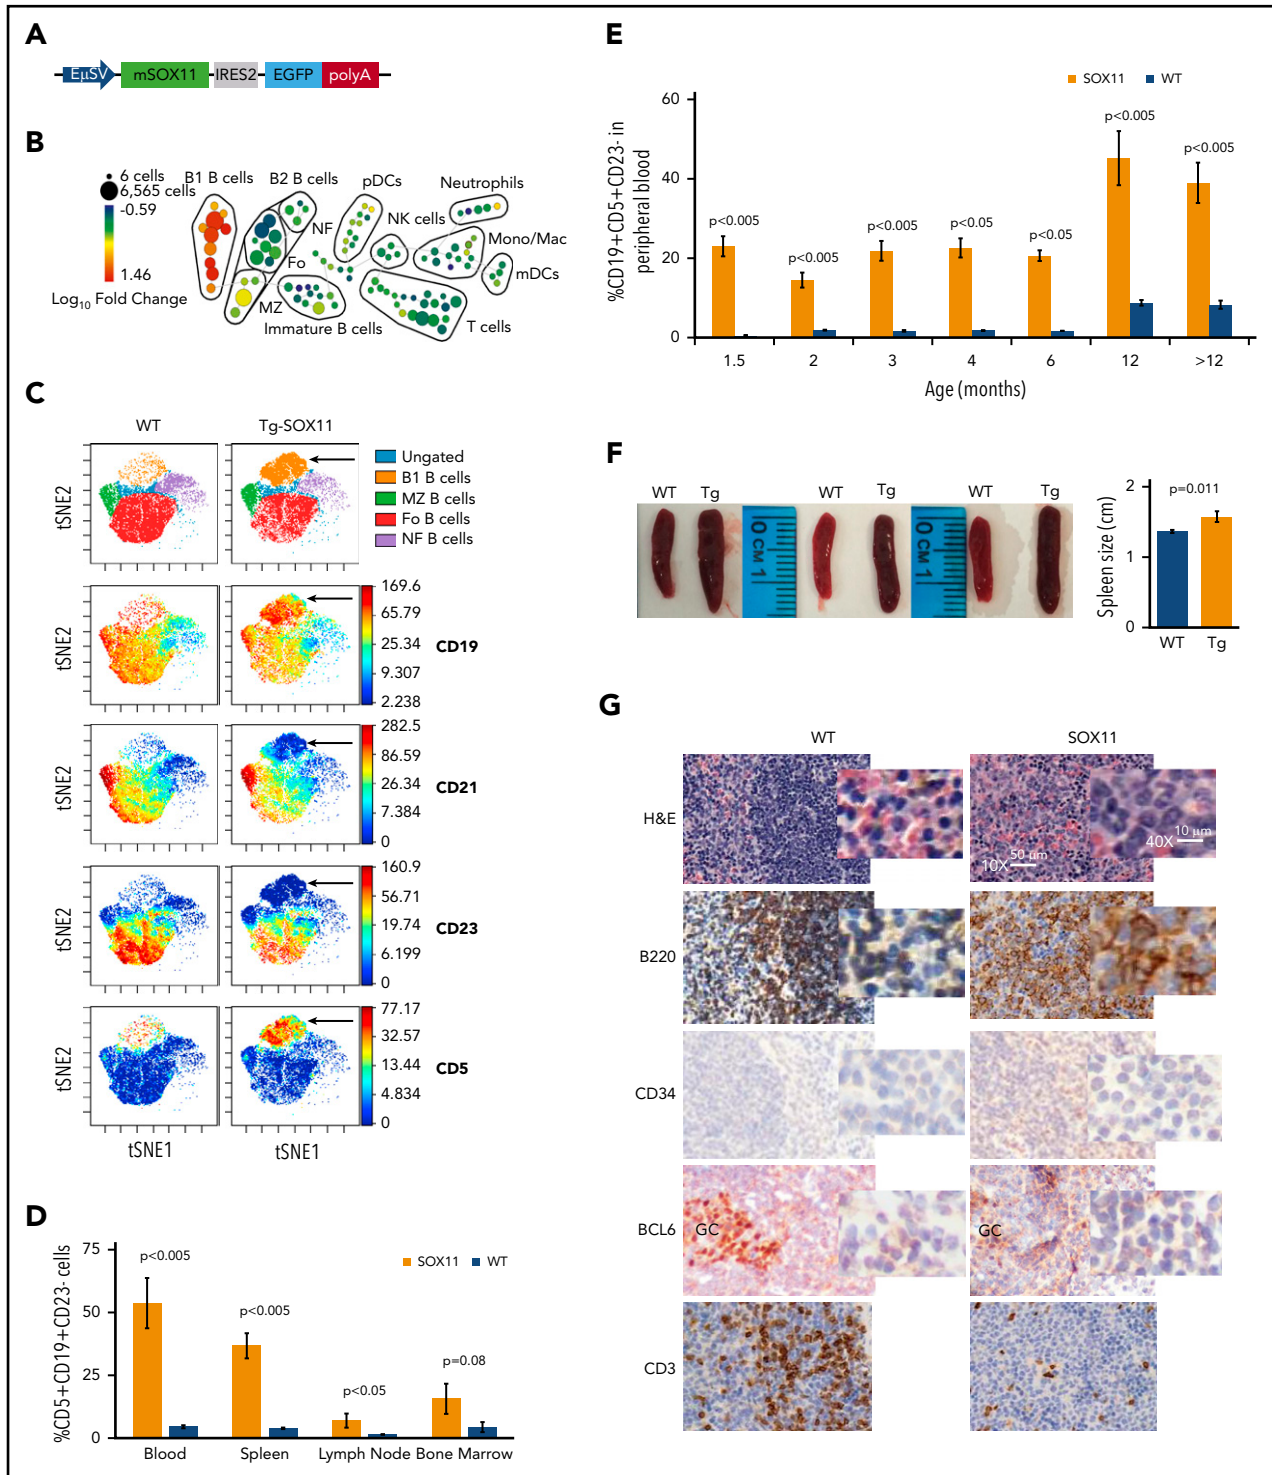 A
EμSV
mSOX11
IRES2
EGFP
polyA
B
6 cells
6,565 cells
-0.59
1.46
Log10 Fold Change
B1 B cells
B2 B cells
pDCs
Neutrophils
NF
NK cells
Mono/Mac
Fo
mDCs
MZ
Immature B cells
T cells
C
WT
Tg-SOX11
tSNE2
Ungated
B1 B cells
MZ B cells
Fo B cells
NF B cells
tSNE2
169.6
65.79
25.34
9.307
2.238
CD19
tSNE2
282.5
86.59
26.34
7.384
0
CD21
tSNE2
160.9
56.71
19.74
6.199
0
CD23
tSNE2
77.17
32.57
13.44
4.834
0
CD5
tSNE1
tSNE1
D
%CD5+CD19+CD23- cells
75
50
25
0
p<0.005
p<0.005
p<0.05
p=0.08
SOX11
WT
Blood
Spleen
Lymph Node
Bone Marrow
E
SOX11
WT
%CD19+CD5+CD23- in
peripheral blood
60
40
20
0
p<0.005
p<0.005
p<0.005
p<0.05
p<0.05
p<0.005
p<0.005
1.5
2
3
4
6
12
>12
Age (months)
F
WT
Tg
WT
Tg
WT
Tg
0 CM 1
0 CM 1
Spleen size (cm)
2
1
0
p=0.011
WT
Tg
G
WT
SOX11
H&E
10X
50 μm
40X
10 μm
B220
CD34
BCL6
GC
GC
CD3